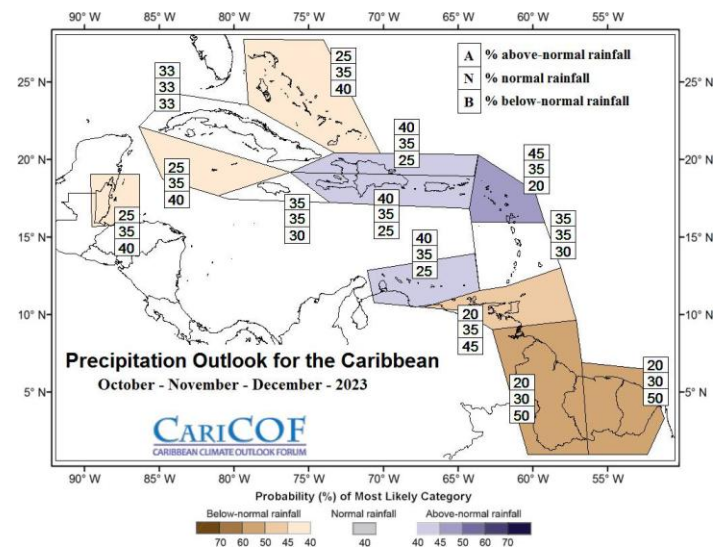 90° W 85° W 80° W 75° W 70° W 65° W 60° W 55° W
A % above-normal rainfall
N % normal rainfall
B % below-normal rainfall
25° N
20° N
15° N
10° N
5° N
33
33
33
25
35
40
40
35
25
45
35
20
25
35
40
25
35
40
35
35
30
40
35
25
35
35
30
40
35
25
20
35
45
20
30
50
20
30
50
25° N
20° N
15° N
10° N
5° N
Precipitation Outlook for the Caribbean
October - November - December - 2023
CARICOF
CARIBBEAN CLIMATE OUTLOOK FORUM
90° W 85° W 80° W 75° W 70° W 65° W 60° W 55° W
Probability (%) of Most Likely Category
Below-normal rainfall Normal rainfall Above-normal rainfall
70 60 50 45 40 40 40 45 50 60 70